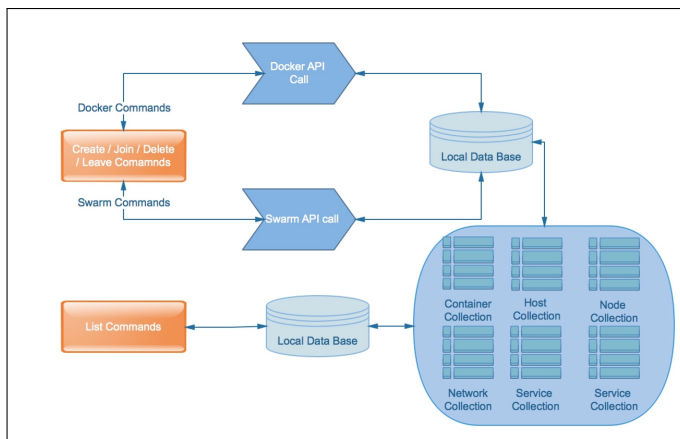 Docker API
Call
Docker Commands
Create / Join / Delete
/ Leave Comamnds
Local Data Base
Swarm Commands
Swarm API call
Container
Collection
Host
Collection
Node
Collection
List Commands
Local Data Base
Network
Collection
Service
Collection
Service
Collection